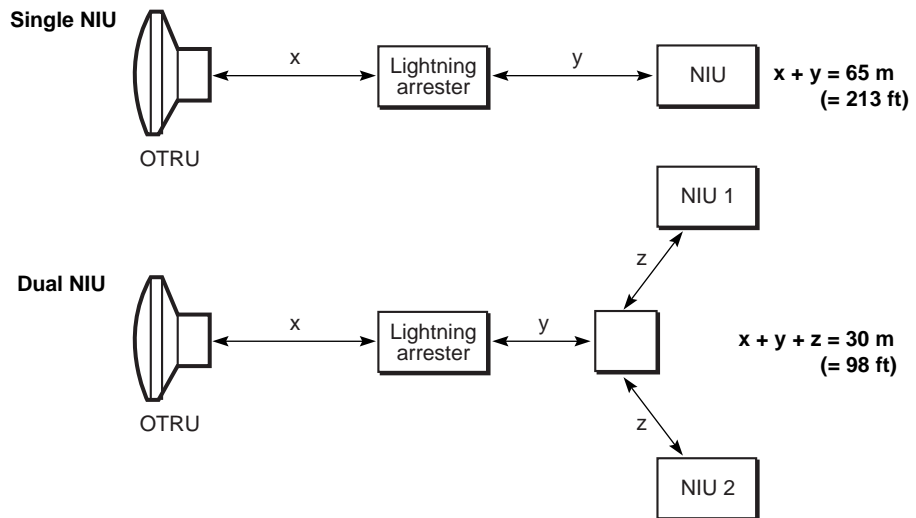 Single NIU
x
Lightning
arrester
y
NIU
x + y = 65 m
(= 213 ft)
OTRU
NIU 1
z
Dual NIU
x
Lightning
arrester
y
x + y + z = 30 m
(= 98 ft)
OTRU
z
NIU 2